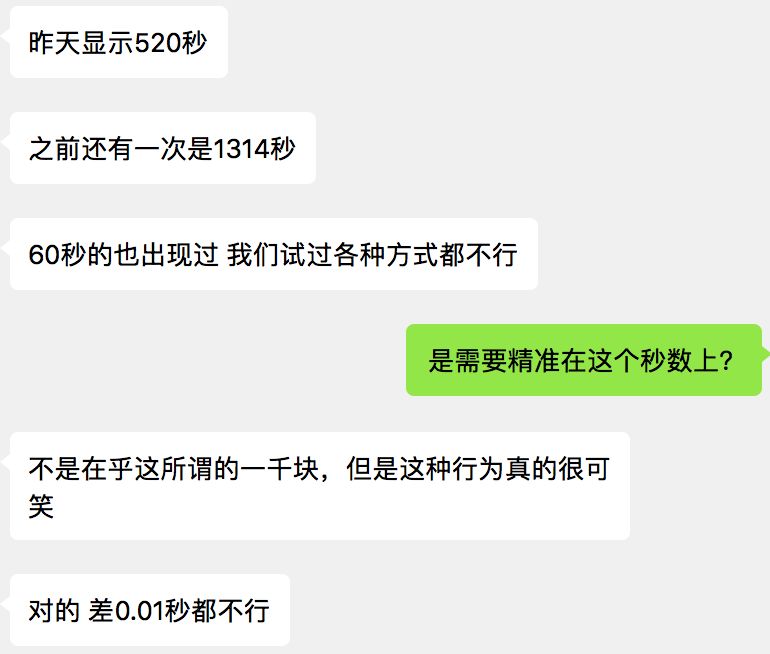 昨天显示520秒
之前还有一次是1314秒
60秒的也出现过 我们试过各种方式都不行
是需要精准在这个秒数上？
不是在乎这所谓的一千块，但是这种行为真的很可
笑
对的 差0.01秒都不行